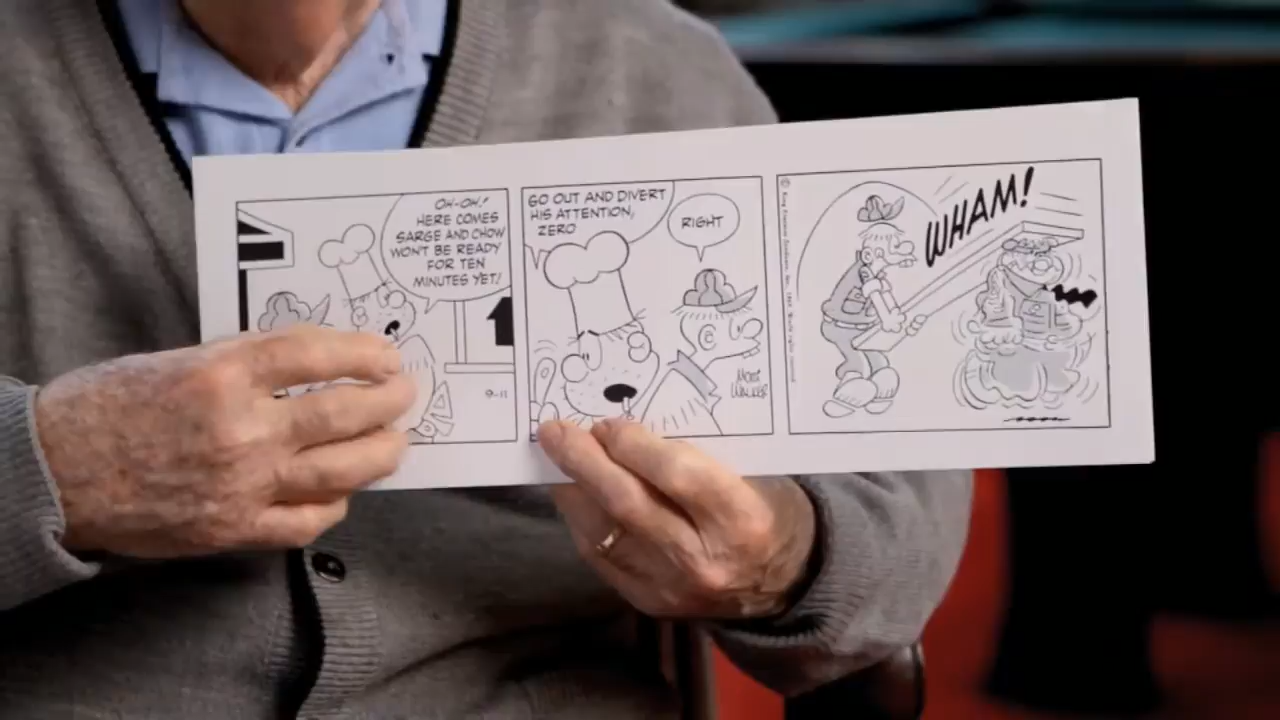 OH-OH!
HERE COMES
SARGE AND CHOW
WON'T BE READY
FOR TEN
MINUTES YET!
9-11
GO OUT AND DIVERT
HIS ATTENTION,
ZERO
RIGHT
MORT
WALKER
WHAM!